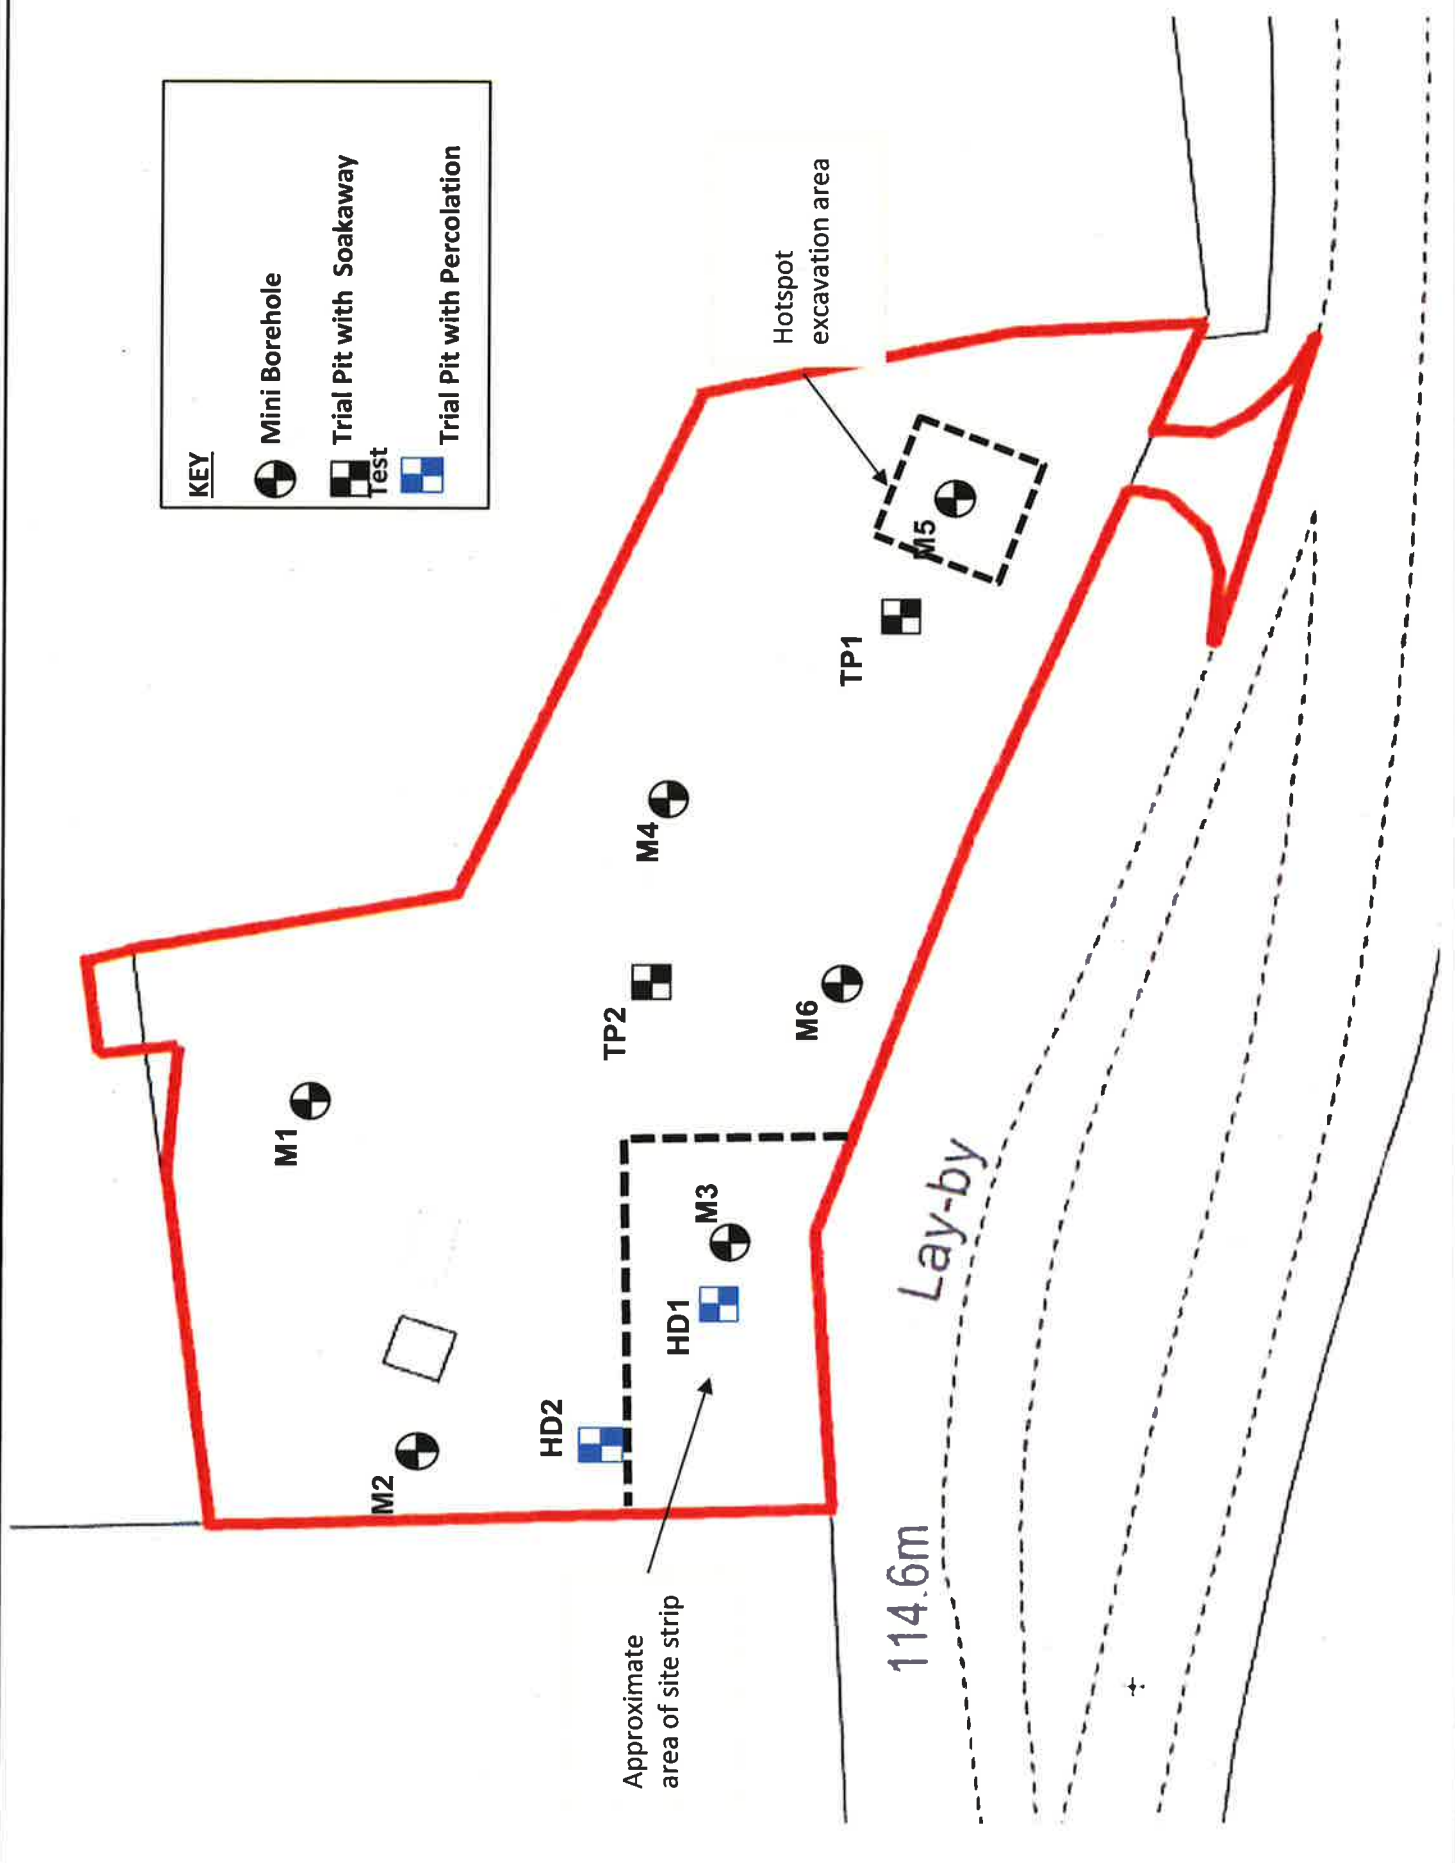 KEY
Mini Borehole
Trial Pit with Soakaway
Test
Trial Pit with Percolation
Hotspot
excavation area
M5
TP1
M4
TP2
M6
M1
M3
HD1
HD2
M2
Approximate
area of site strip
Lay-by
114.6m